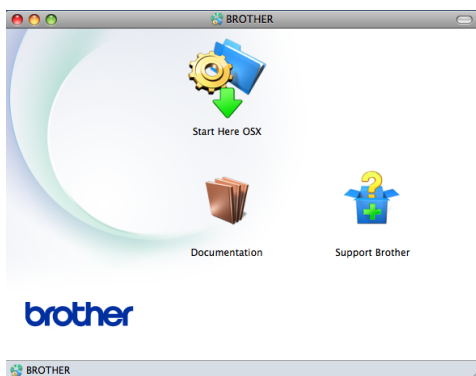 BROTHER
Start Here OSX
Documentation
Support Brother
brother
BROTHER